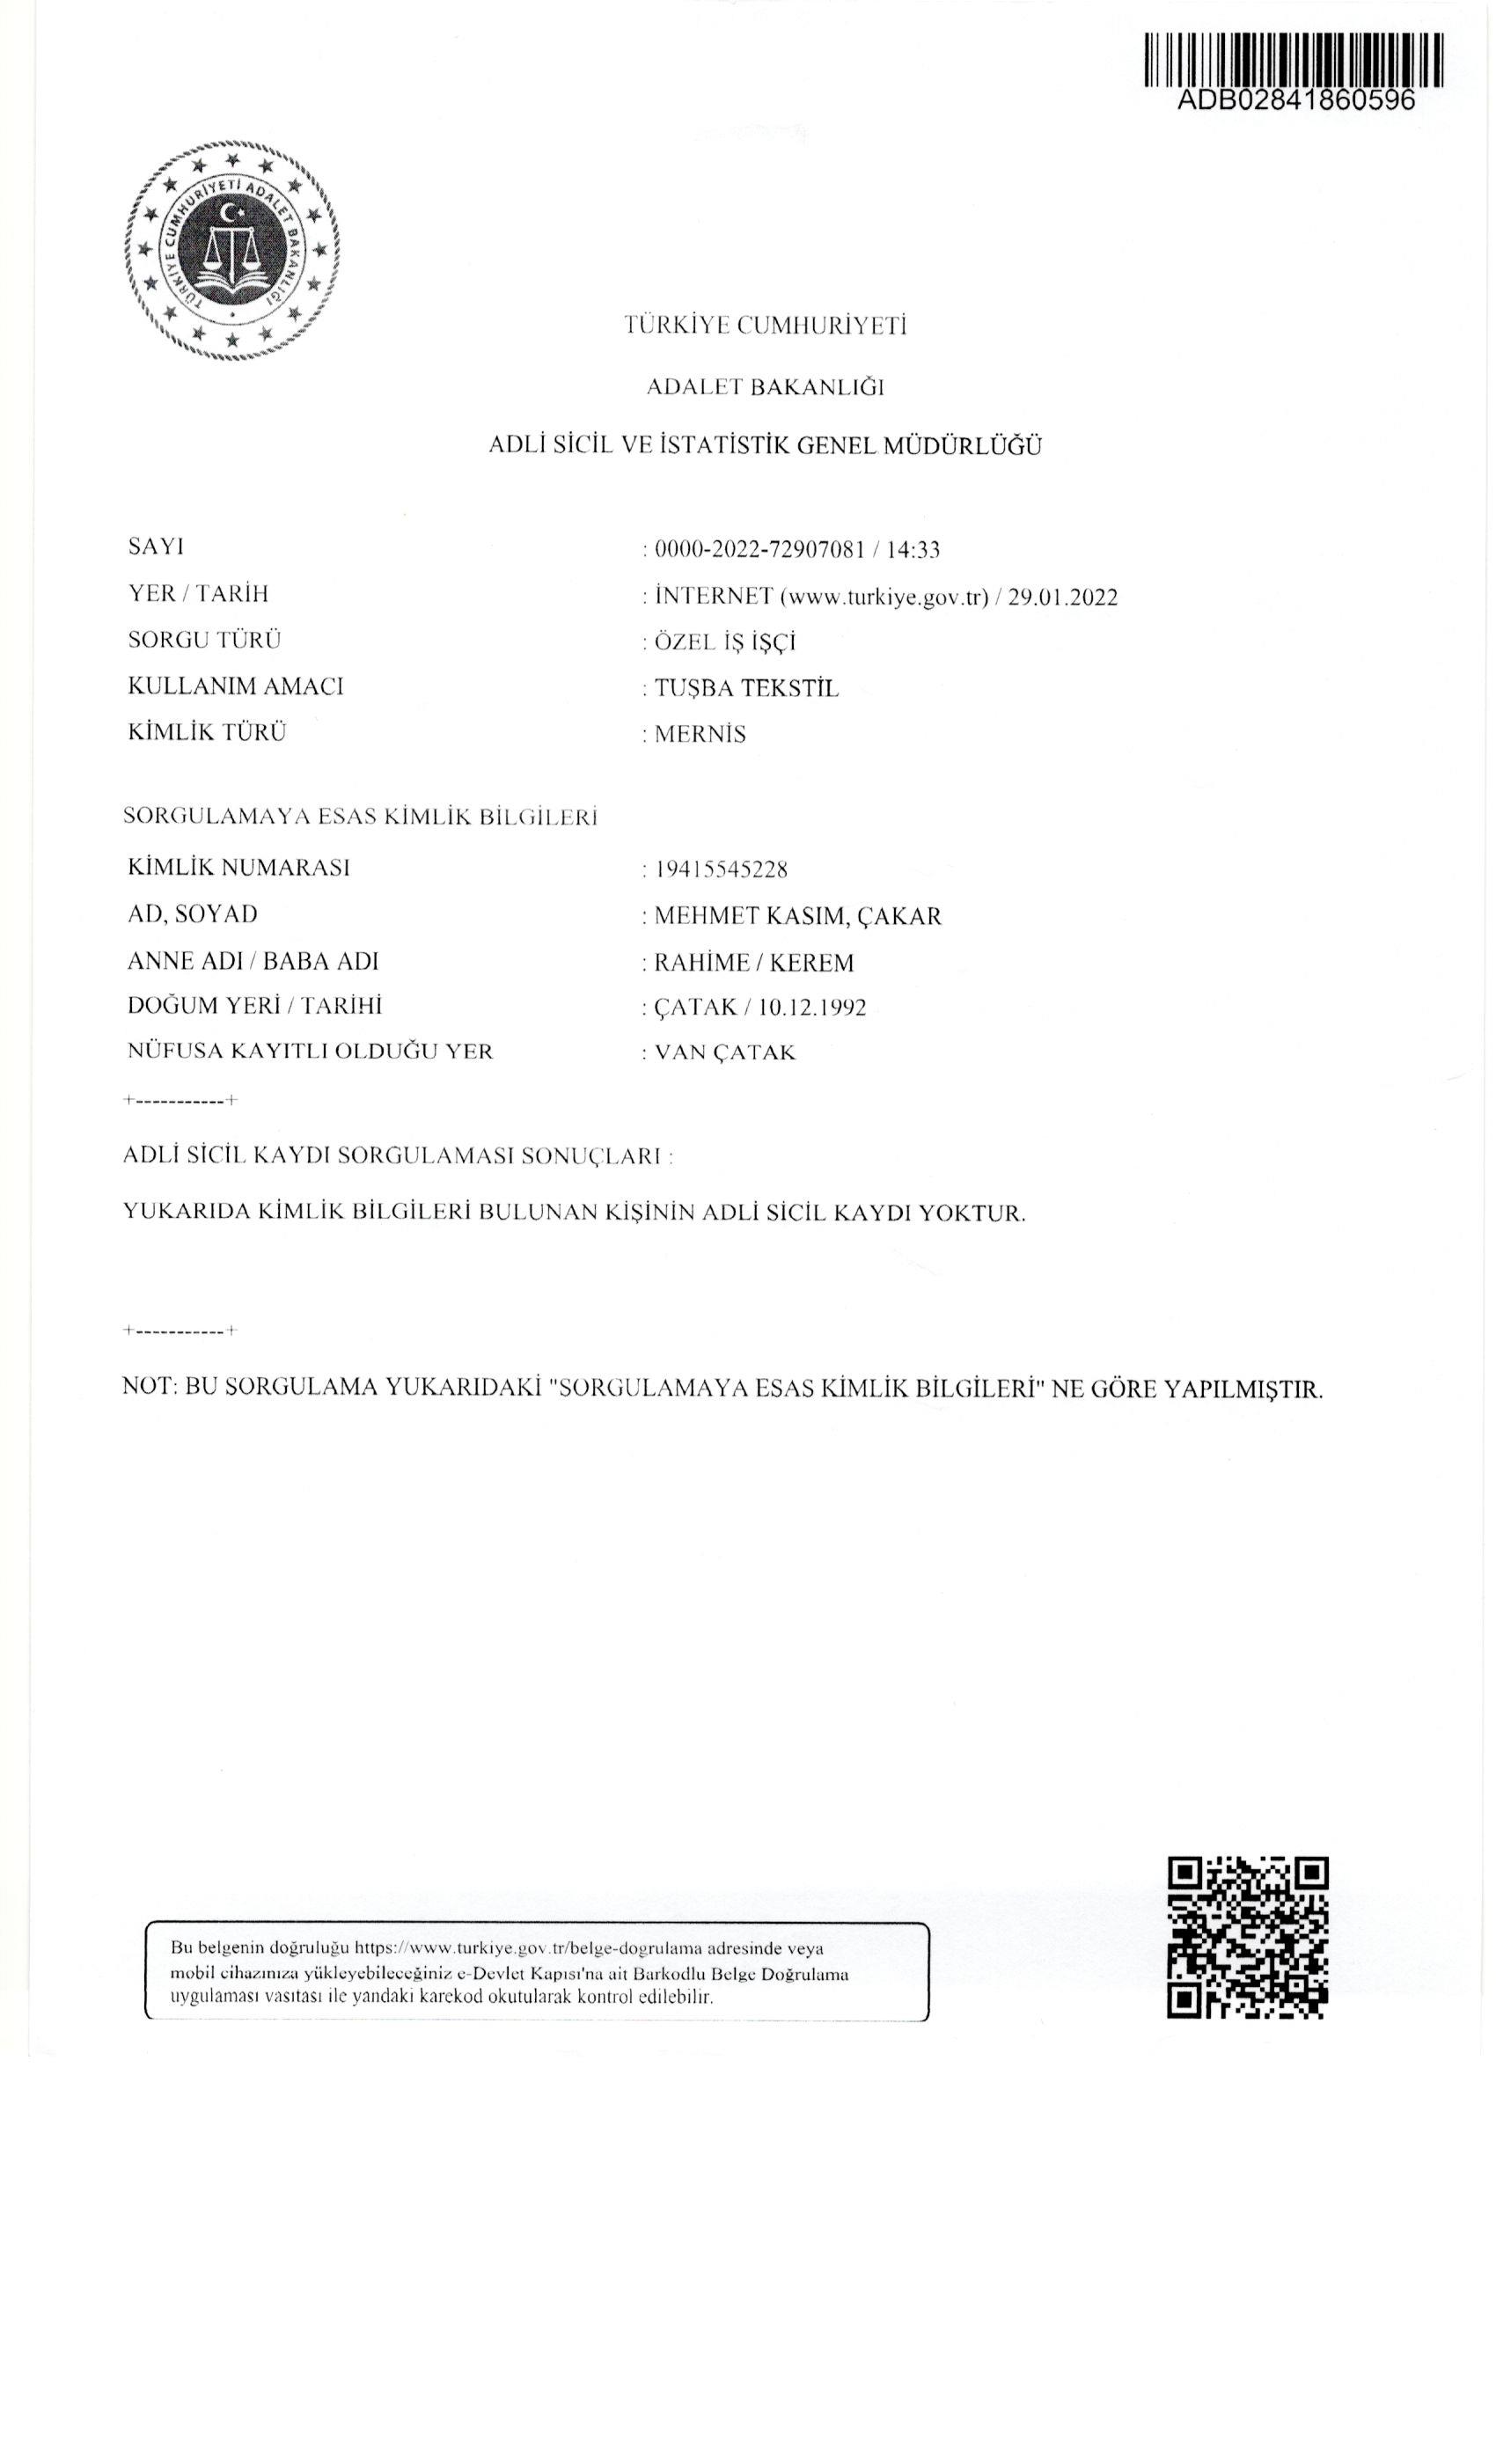 ADB02841860596
TÜRKİYE CUMHURİYETİ ADALET BAKANLIĞI
TÜRKİYE CUMHURİYETİ
ADALET BAKANLIĞI
ADLİ SİCİL VE İSTATİSTİK GENEL MÜDÜRLÜĞÜ
SAYI : 0000-2022-72907081 / 14:33
YER / TARİH : İNTERNET (www.turkiye.gov.tr) / 29.01.2022
SORGU TÜRÜ : ÖZEL İŞ İŞÇİ
KULLANIM AMACI : TUŞBA TEKSTİL
KİMLİK TÜRÜ : MERNİS
SORGULAMAYA ESAS KİMLİK BİLGİLERİ
KİMLİK NUMARASI : 19415545228
AD, SOYAD : MEHMET KASIM, ÇAKAR
ANNE ADI / BABA ADI : RAHİME / KEREM
DOĞUM YERİ / TARİHİ : ÇATAK / 10.12.1992
NÜFUSA KAYITLI OLDUĞU YER : VAN ÇATAK
+-----------+
ADLİ SİCİL KAYDI SORGULAMASI SONUÇLARI :
YUKARIDA KİMLİK BİLGİLERİ BULUNAN KİŞİNİN ADLİ SİCİL KAYDI YOKTUR.
+-----------+
NOT: BU SORGULAMA YUKARIDAKİ "SORGULAMAYA ESAS KİMLİK BİLGİLERİ" NE GÖRE YAPILMIŞTIR.
Bu belgenin doğruluğu https://www.turkiye.gov.tr/belge-dogrulama adresinde veya
mobil cihazınıza yükleyebileceğiniz e-Devlet Kapısı'na ait Barkodlu Belge Doğrulama
uygulaması vasıtası ile yandaki karekod okutularak kontrol edilebilir.